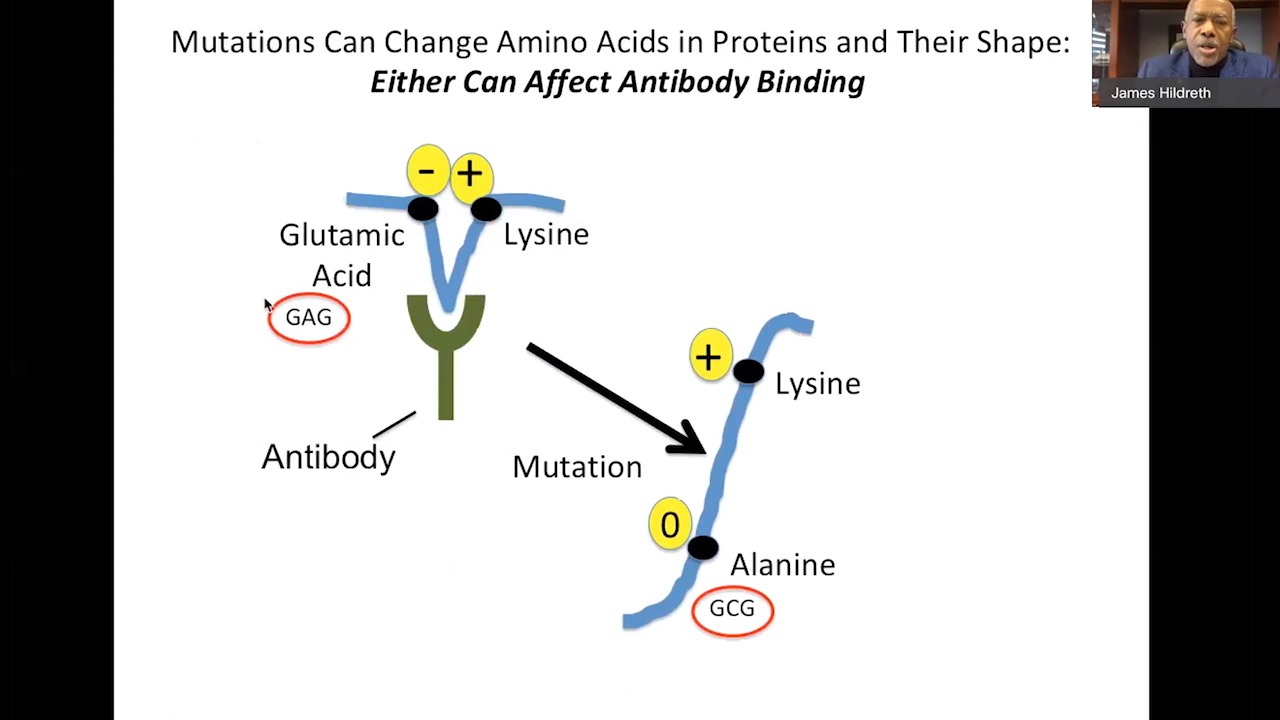 Mutations Can Change Amino Acids in Proteins and Their Shape:
Either Can Affect Antibody Binding
James Hildreth
- +
Glutamic
Acid
Lysine
GAG
+
Lysine
Antibody
Mutation
0
Alanine
GCG